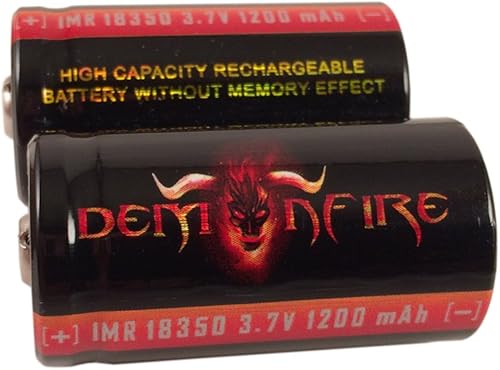 [+] IMR 18350 3.7V 1200 mAh [-]
HIGH CAPACITY RECHARGEABLE
BATTERY WITHOUT MEMORY EFFECT
DEMONFIRE
[+] IMR 18350 3.7V 1200 mAh [-]